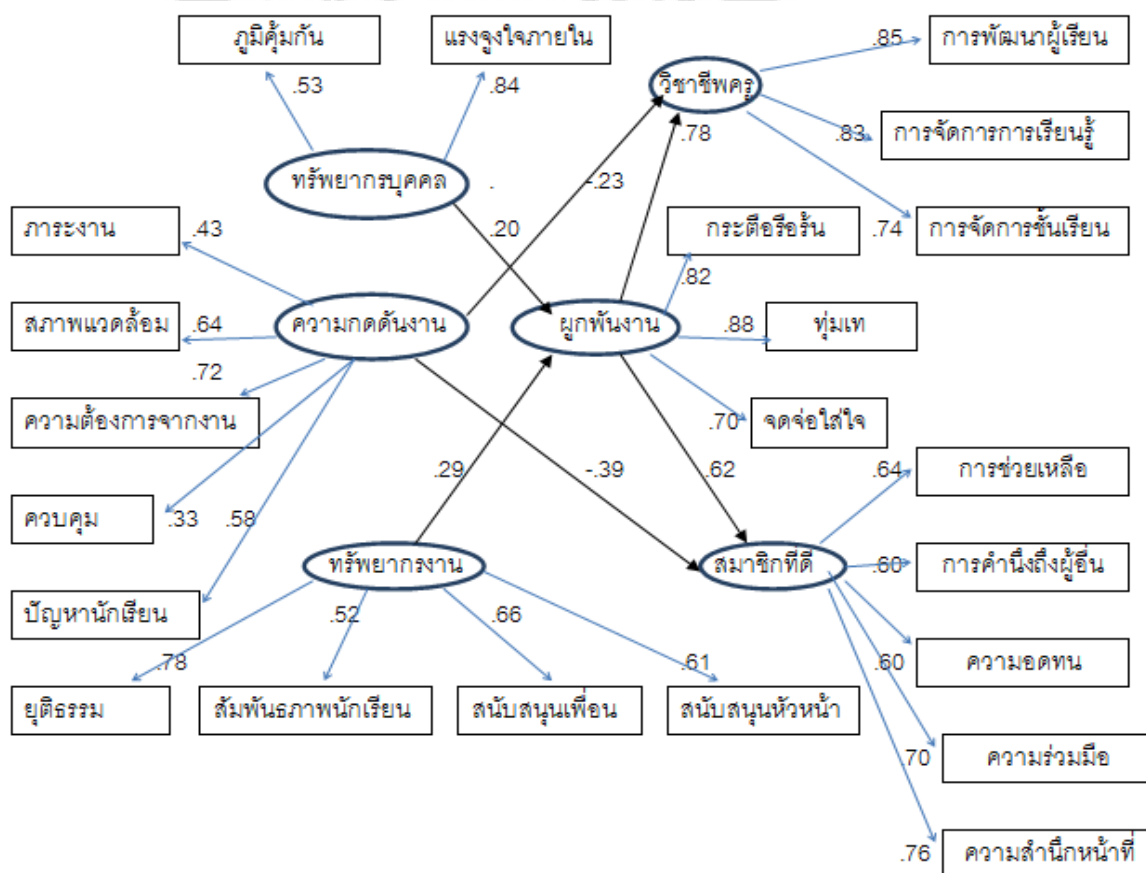 ภูมิคุ้มกัน
แรงจูงใจภายใน
.85
การพัฒนาผู้เรียน
.53
.84
วิชาชีพครู
.78
.83
การจัดการการเรียนรู้
ทรัพยากรบุคคล
.
-.23
ภาระงาน
.43
.20
กระตือรือร้น
.74
การจัดการชั้นเรียน
.82
สภาพแวดล้อม
.64
ความกดดันงาน
ผูกพันงาน
.88
ทุ่มเท
.72
ความต้องการจากงาน
.70
จดจ่อใส่ใจ
.29
-.39
.62
.64
การช่วยเหลือ
ควบคุม
.33
.58
ทรัพยากรงาน
สมาชิกที่ดี
.60
การคำนึงถึงผู้อื่น
ปัญหานักเรียน
.52
.66
.78
.61
.60
ความอดทน
ยุติธรรม
สัมพันธภาพนักเรียน
สนับสนุนเพื่อน
สนับสนุนหัวหน้า
.70
ความร่วมมือ
.76
ความสำนึกหน้าที่